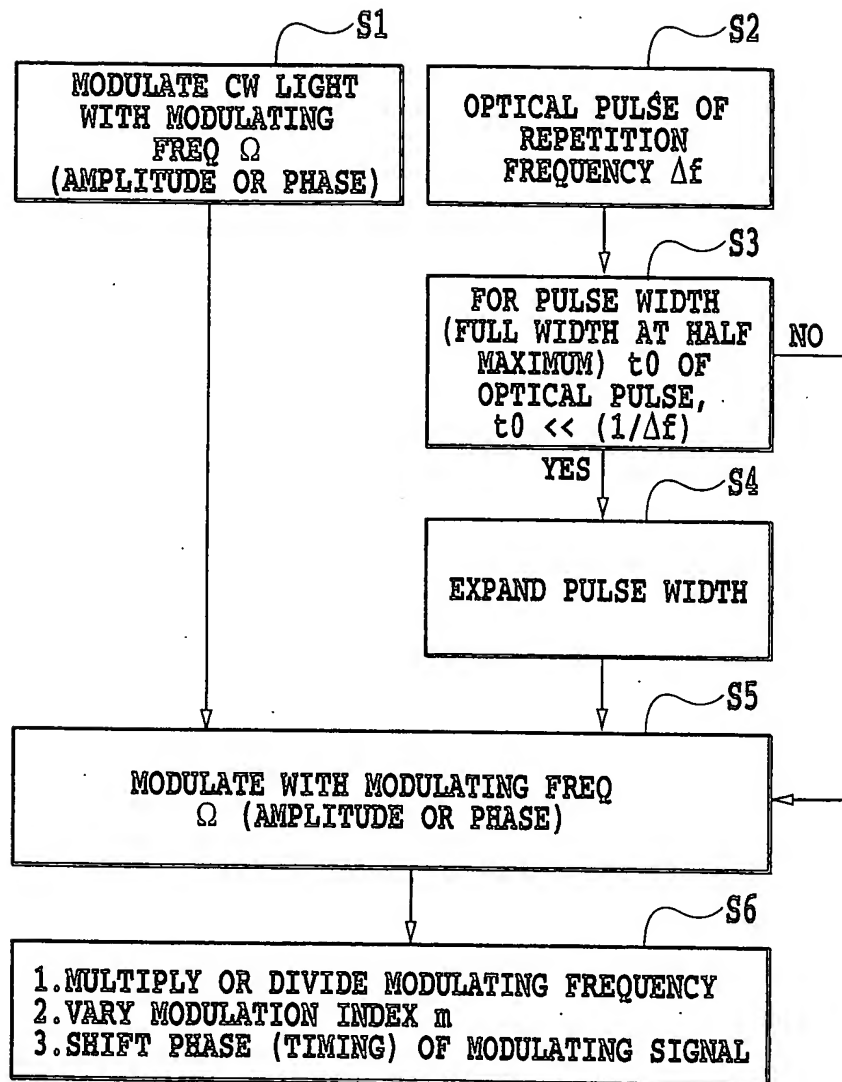 S1
MODULATE CW LIGHT
WITH MODULATING
FREQ Ω
(AMPLITUDE OR PHASE)
S2
OPTICAL PULSE OF
REPETITION
FREQUENCY Δf
S3
FOR PULSE WIDTH
(FULL WIDTH AT HALF
MAXIMUM) t0 OF
OPTICAL PULSE,
t0 << (1/Δf)
NO
YES
S4
EXPAND PULSE WIDTH
S5
MODULATE WITH MODULATING FREQ
Ω (AMPLITUDE OR PHASE)
S6
1.MULTIPLY OR DIVIDE MODULATING FREQUENCY
2.VARY MODULATION INDEX m
3.SHIFT PHASE (TIMING) OF MODULATING SIGNAL